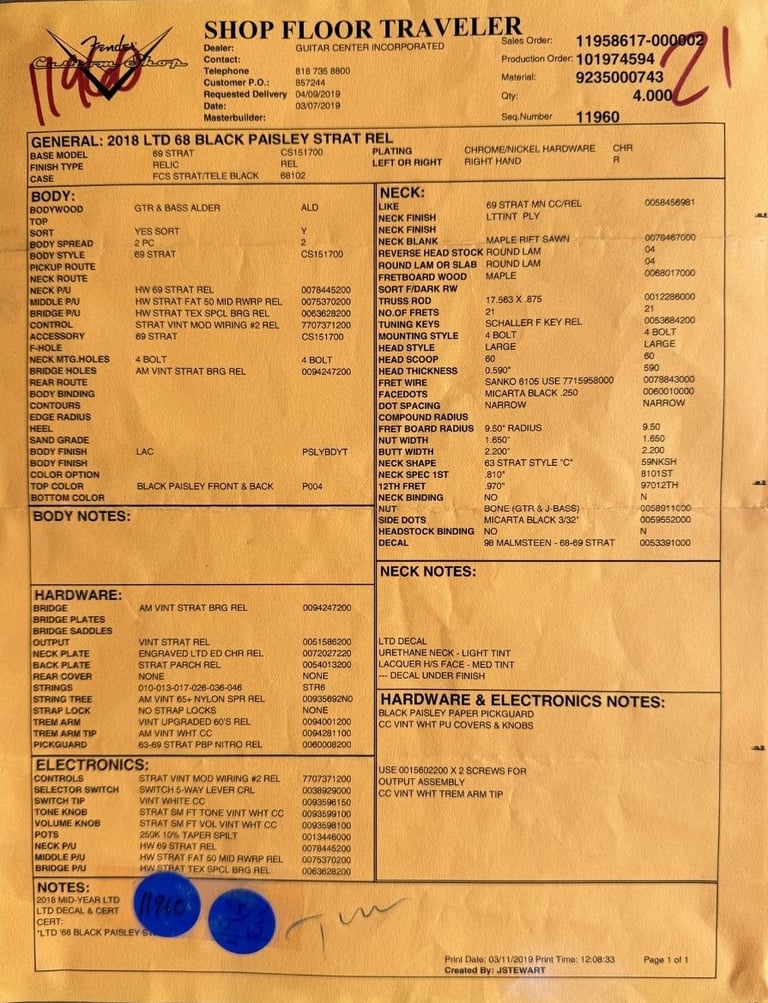 SHOP FLOOR TRAVELER
Fender
Custom Shop
11960
21
Dealer: GUITAR CENTER INCORPORATED
Contact:
Telephone 818 735 8800
Customer P.O.: 857244
Requested Delivery 04/09/2019
Date: 03/07/2019
Masterbuilder:
Sales Order: 11958617-000002
Production Order: 101974594
Material: 9235000743
Qty: 4.000
Seq.Number 11960
GENERAL: 2018 LTD 68 BLACK PAISLEY STRAT REL
BASE MODEL 69 STRAT CS151700 PLATING CHROME/NICKEL HARDWARE CHR
FINISH TYPE RELIC REL LEFT OR RIGHT RIGHT HAND R
CASE FCS STRAT/TELE BLACK 68102
BODY:
BODYWOOD GTR & BASS ALDER ALD
TOP
SORT YES SORT Y
BODY SPREAD 2 PC 2
BODY STYLE 69 STRAT CS151700
PICKUP ROUTE
NECK ROUTE
NECK P/U HW 69 STRAT REL 0078445200
MIDDLE P/U HW STRAT FAT 50 MID RWRP REL 0075370200
BRIDGE P/U HW STRAT TEX SPCL BRG REL 0063628200
CONTROL STRAT VINT MOD WIRING #2 REL 7707371200
ACCESSORY 69 STRAT CS151700
F-HOLE
NECK MTG.HOLES 4 BOLT 4 BOLT
BRIDGE HOLES AM VINT STRAT BRG REL 0094247200
REAR ROUTE
BODY BINDING
CONTOURS
EDGE RADIUS
HEEL
SAND GRADE
BODY FINISH LAC PSLYBDYT
BODY FINISH
COLOR OPTION
TOP COLOR BLACK PAISLEY FRONT & BACK P004
BOTTOM COLOR
BODY NOTES:
HARDWARE:
BRIDGE AM VINT STRAT BRG REL 0094247200
BRIDGE PLATES
BRIDGE SADDLES
OUTPUT VINT STRAT REL 0051586200
NECK PLATE ENGRAVED LTD ED CHR REL 0072027220
BACK PLATE STRAT PARCH REL 0054013200
REAR COVER NONE NONE
STRINGS 010-013-017-026-036-046 STR6
STRING TREE AM VINT 65+ NYLON SPR REL 00935692N0
STRAP LOCK NO STRAP LOCKS NONE
TREM ARM VINT UPGRADED 60'S REL 0094001200
TREM ARM TIP AM VINT WHT CC 0094281100
PICKGUARD 63-69 STRAT PBP NITRO REL 0060008200
ELECTRONICS:
CONTROLS STRAT VINT MOD WIRING #2 REL 7707371200
SELECTOR SWITCH SWITCH 5-WAY LEVER CRL 0038929000
SWITCH TIP VINT WHITE CC 0093596150
TONE KNOB STRAT SM FT TONE VINT WHT CC 0093599100
VOLUME KNOB STRAT SM FT VOL VINT WHT CC 0093598100
POTS 250K 10% TAPER SPILT 0013446000
NECK P/U HW 69 STRAT REL 0078445200
MIDDLE P/U HW STRAT FAT 50 MID RWRP REL 0075370200
BRIDGE P/U HW STRAT TEX SPCL BRG REL 0063628200
NECK:
LIKE 69 STRAT MN CC/REL 0058456981
NECK FINISH LTTINT PLY
NECK FINISH
NECK BLANK MAPLE RIFT SAWN 0078467000
REVERSE HEAD STOCK ROUND LAM 04
ROUND LAM OR SLAB ROUND LAM 04
FRETBOARD WOOD MAPLE 0068017000
SORT F/DARK RW
TRUSS ROD 17.563 X .875 0012286000
NO.OF FRETS 21 21
TUNING KEYS SCHALLER F KEY REL 0053684200
MOUNTING STYLE 4 BOLT 4 BOLT
HEAD STYLE LARGE LARGE
HEAD SCOOP 60 60
HEAD THICKNESS 0.590" 590
FRET WIRE SANKO 6105 USE 7715958000 0078843000
FACEDOTS MICARTA BLACK .250 0060010000
DOT SPACING NARROW NARROW
COMPOUND RADIUS
FRET BOARD RADIUS 9.50" RADIUS 9.50
NUT WIDTH 1.650" 1.650
BUTT WIDTH 2.200" 2.200
NECK SHAPE 63 STRAT STYLE "C" 59NKSH
NECK SPEC 1ST .810" 8101ST
12TH FRET .970" 97012TH
NECK BINDING NO N
NUT BONE (GTR & J-BASS) 0058911000
SIDE DOTS MICARTA BLACK 3/32" 0059552000
HEADSTOCK BINDING NO N
DECAL 98 MALMSTEEN - 68-69 STRAT 0053391000
NECK NOTES:
LTD DECAL
URETHANE NECK - LIGHT TINT
LACQUER H/S FACE - MED TINT
--- DECAL UNDER FINISH
HARDWARE & ELECTRONICS NOTES:
BLACK PAISLEY PAPER PICKGUARD
CC VINT WHT PU COVERS & KNOBS
USE 0015602200 X 2 SCREWS FOR
OUTPUT ASSEMBLY
CC VINT WHT TREM ARM TIP
NOTES:
2018 MID-YEAR LTD
LTD DECAL & CERT
CERT:
"LTD '68 BLACK PAISLEY
11960
Print Date: 03/11/2019 Print Time: 12:08:33 Page 1 of 1
Created By: JSTEWART